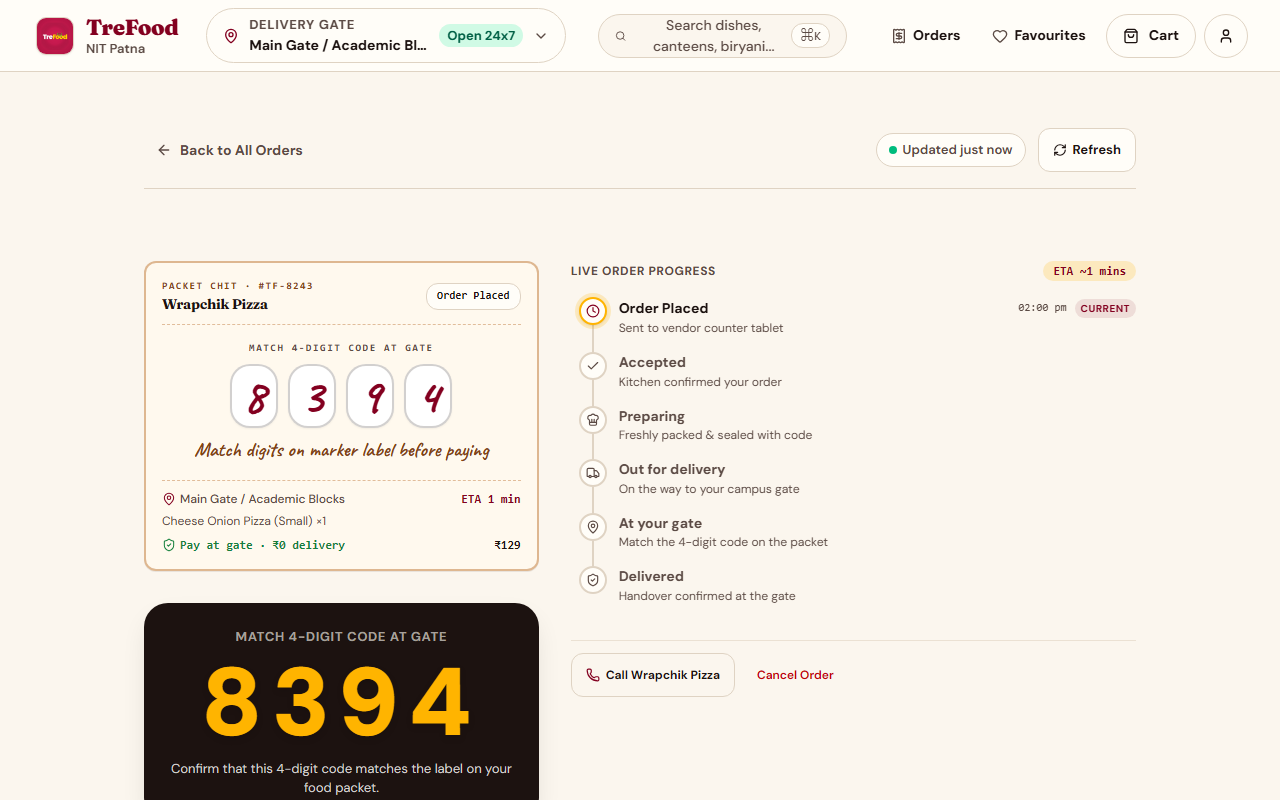 TreFood
TreFood
NIT Patna
DELIVERY GATE
Main Gate / Academic Bl...
Open 24x7
Search dishes,
canteens, biryani...
⌘K
Orders
Favourites
Cart
Back to All Orders
Updated just now
Refresh
PACKET CHIT · #TF-8243
Wrapchik Pizza
Order Placed
MATCH 4-DIGIT CODE AT GATE
8 3 9 4
Match digits on marker label before paying
Main Gate / Academic Blocks
ETA 1 min
Cheese Onion Pizza (Small) ×1
Pay at gate · ₹0 delivery
₹129
MATCH 4-DIGIT CODE AT GATE
8394
Confirm that this 4-digit code matches the label on your
food packet.
LIVE ORDER PROGRESS
ETA ~1 mins
Order Placed
02:00 pm
CURRENT
Sent to vendor counter tablet
Accepted
Kitchen confirmed your order
Preparing
Freshly packed & sealed with code
Out for delivery
On the way to your campus gate
At your gate
Match the 4-digit code on the packet
Delivered
Handover confirmed at the gate
Call Wrapchik Pizza
Cancel Order